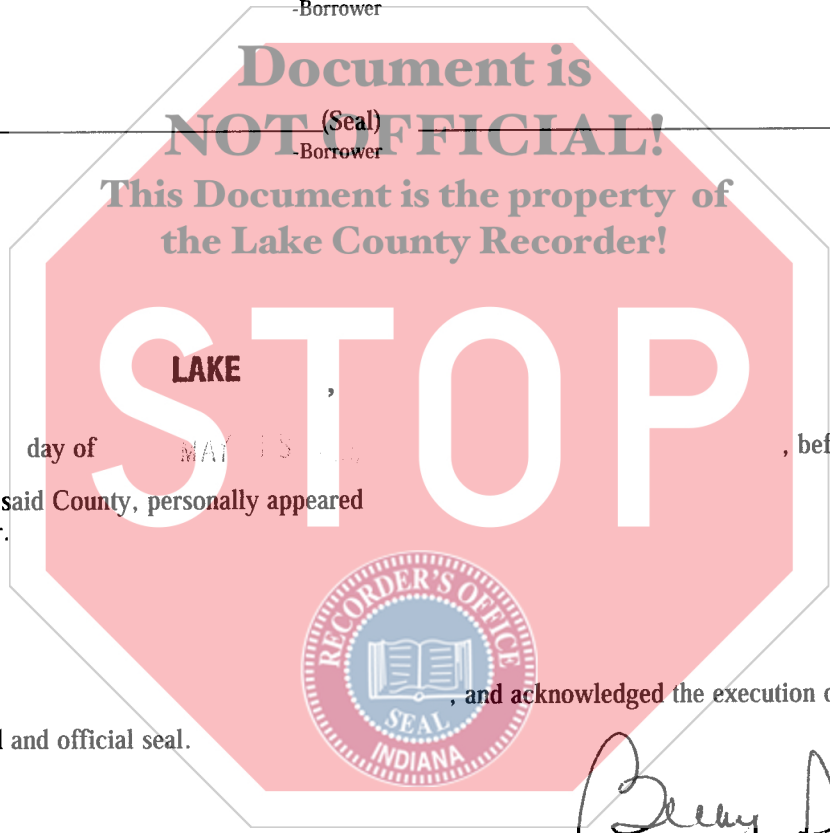 -Borrower
Document is
(Seal)
NOT OFFICIAL!
-Borrower
This Document is the property of
the Lake County Recorder!
STOP
LAKE
,
day of MAY 15 , bef
said County, personally appeared
r.
RECORDER'S OFFICE
SEAL
INDIANA
, and acknowledged the execution o
l and official seal.